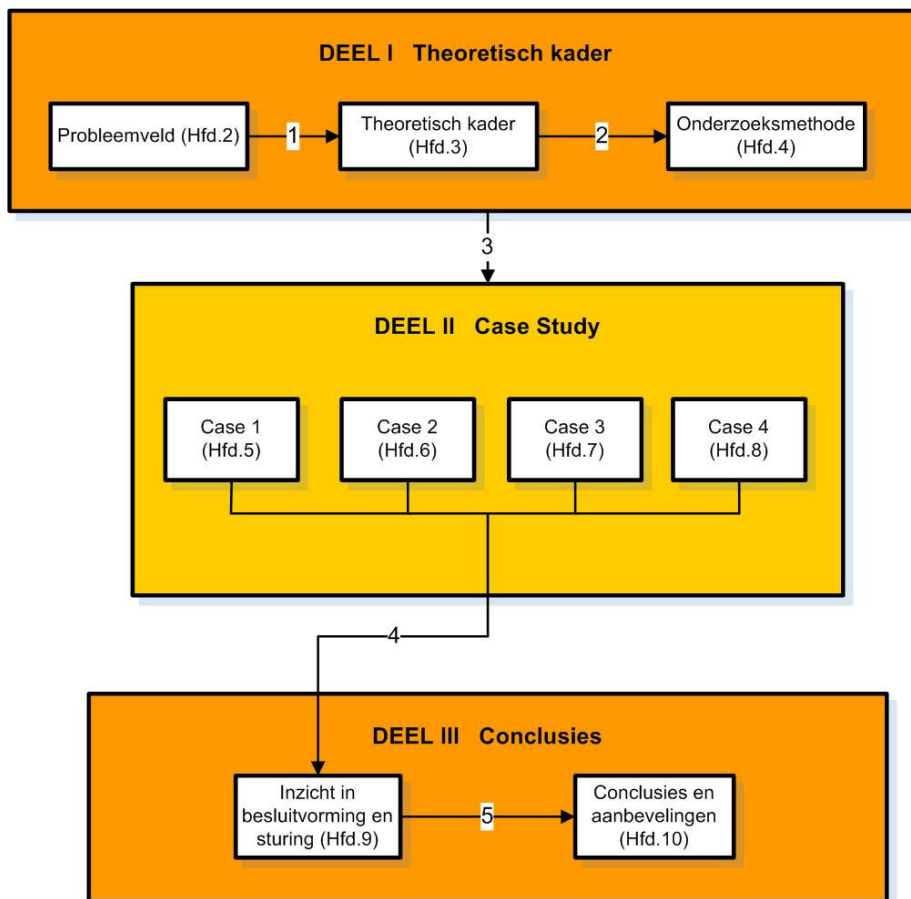 DEEL I   Theoretisch kader
Probleemveld (Hfd.2)
1
Theoretisch kader
(Hfd.3)
2
Onderzoeksmethode
(Hfd.4)
3
DEEL II   Case Study
Case 1
(Hfd.5)
Case 2
(Hfd.6)
Case 3
(Hfd.7)
Case 4
(Hfd.8)
4
DEEL III   Conclusies
Inzicht in
besluitvorming en
sturing (Hfd.9)
5
Conclusies en
aanbevelingen
(Hfd.10)